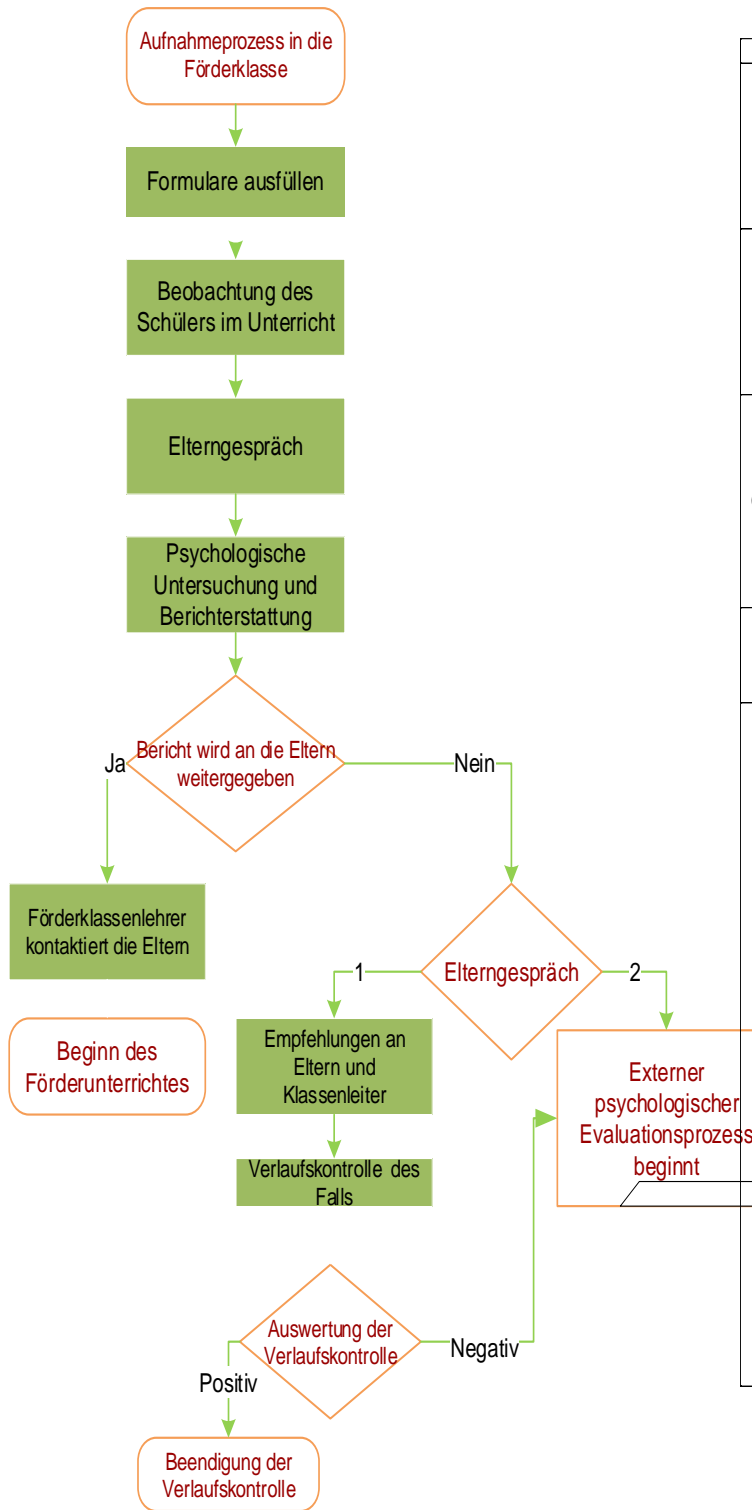 Aufnahmeprozess in die
Förderklasse
Formulare ausfüllen
Beobachtung des
Schülers im Unterricht
Elterngespräch
Psychologische
Untersuchung und
Berichterstattung
Bericht wird an die Eltern
weitergegeben
Ja
Nein
Förderklassenlehrer
kontaktiert die Eltern
Elterngespräch
1
2
Beginn des
Förderunterrichtes
Empfehlungen an
Eltern und
Klassenleiter
Externer
psychologischer
Evaluationsprozess
beginnt
Verlaufskontrolle des
Falls
Auswertung der
Verlaufskontrolle
Negativ
Positiv
Beendigung der
Verlaufskontrolle